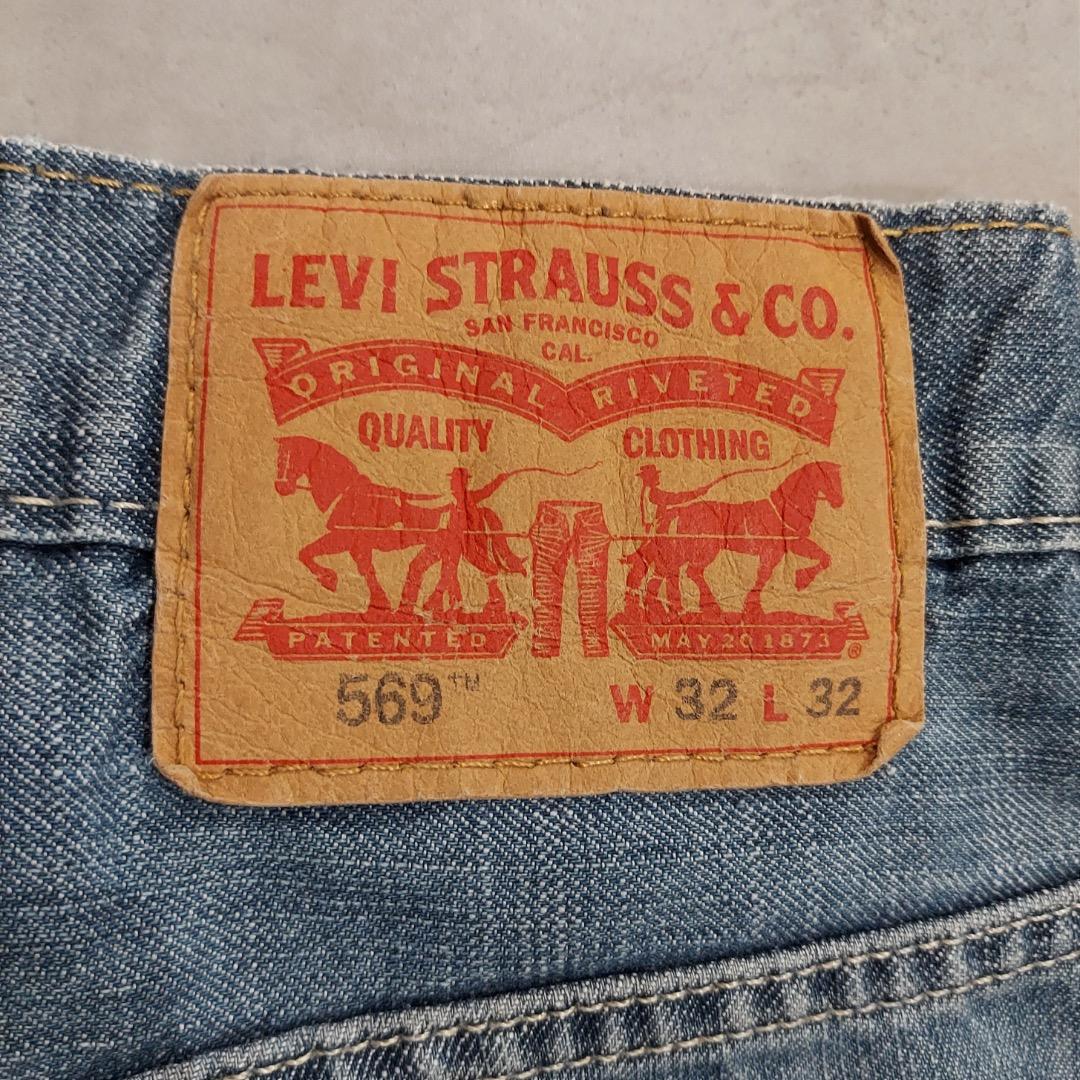 LEVI STRAUSS & CO.
SAN FRANCISCO
CAL.
ORIGINAL RIVETED
QUALITY CLOTHING
PATENTED MAY 20 1873 ®
569™ W 32 L 32